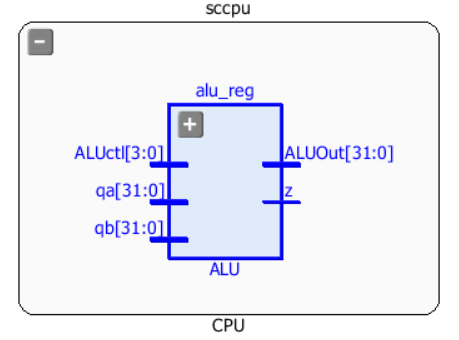 sccpu
alu_reg
ALUctl[3:0]
ALUOut[31:0]
qa[31:0]
z
qb[31:0]
ALU
CPU